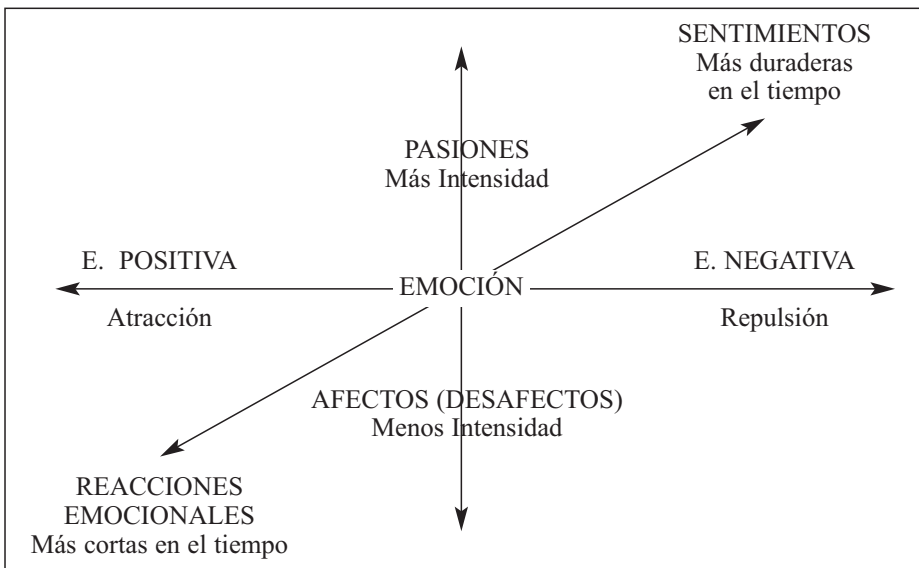 SENTIMIENTOS
Más duraderas
en el tiempo
PASIONES
Más Intensidad
E. POSITIVA
E. NEGATIVA
EMOCIÓN
Atracción
Repulsión
AFECTOS (DESAFECTOS)
Menos Intensidad
REACCIONES
EMOCIONALES
Más cortas en el tiempo